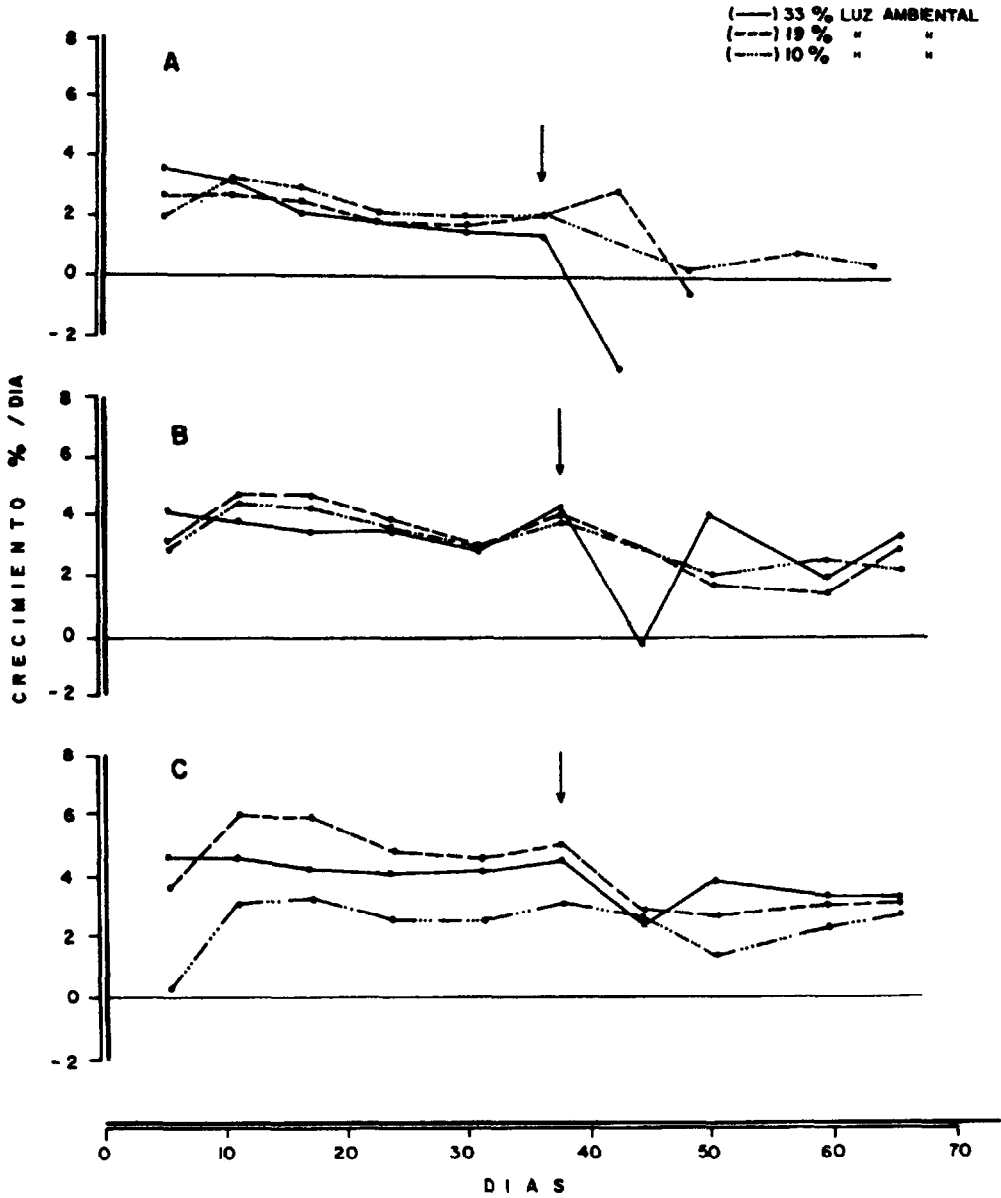 (——) 33 % LUZ AMBIENTAL
(---) 19 % " "
(—···—) 10 % " "
A
8
6
4
2
0
-2
B
8
6
4
2
0
-2
C
8
6
4
2
0
-2
CRECIMIENTO % / DIA
0 10 20 30 40 50 60 70
DIAS